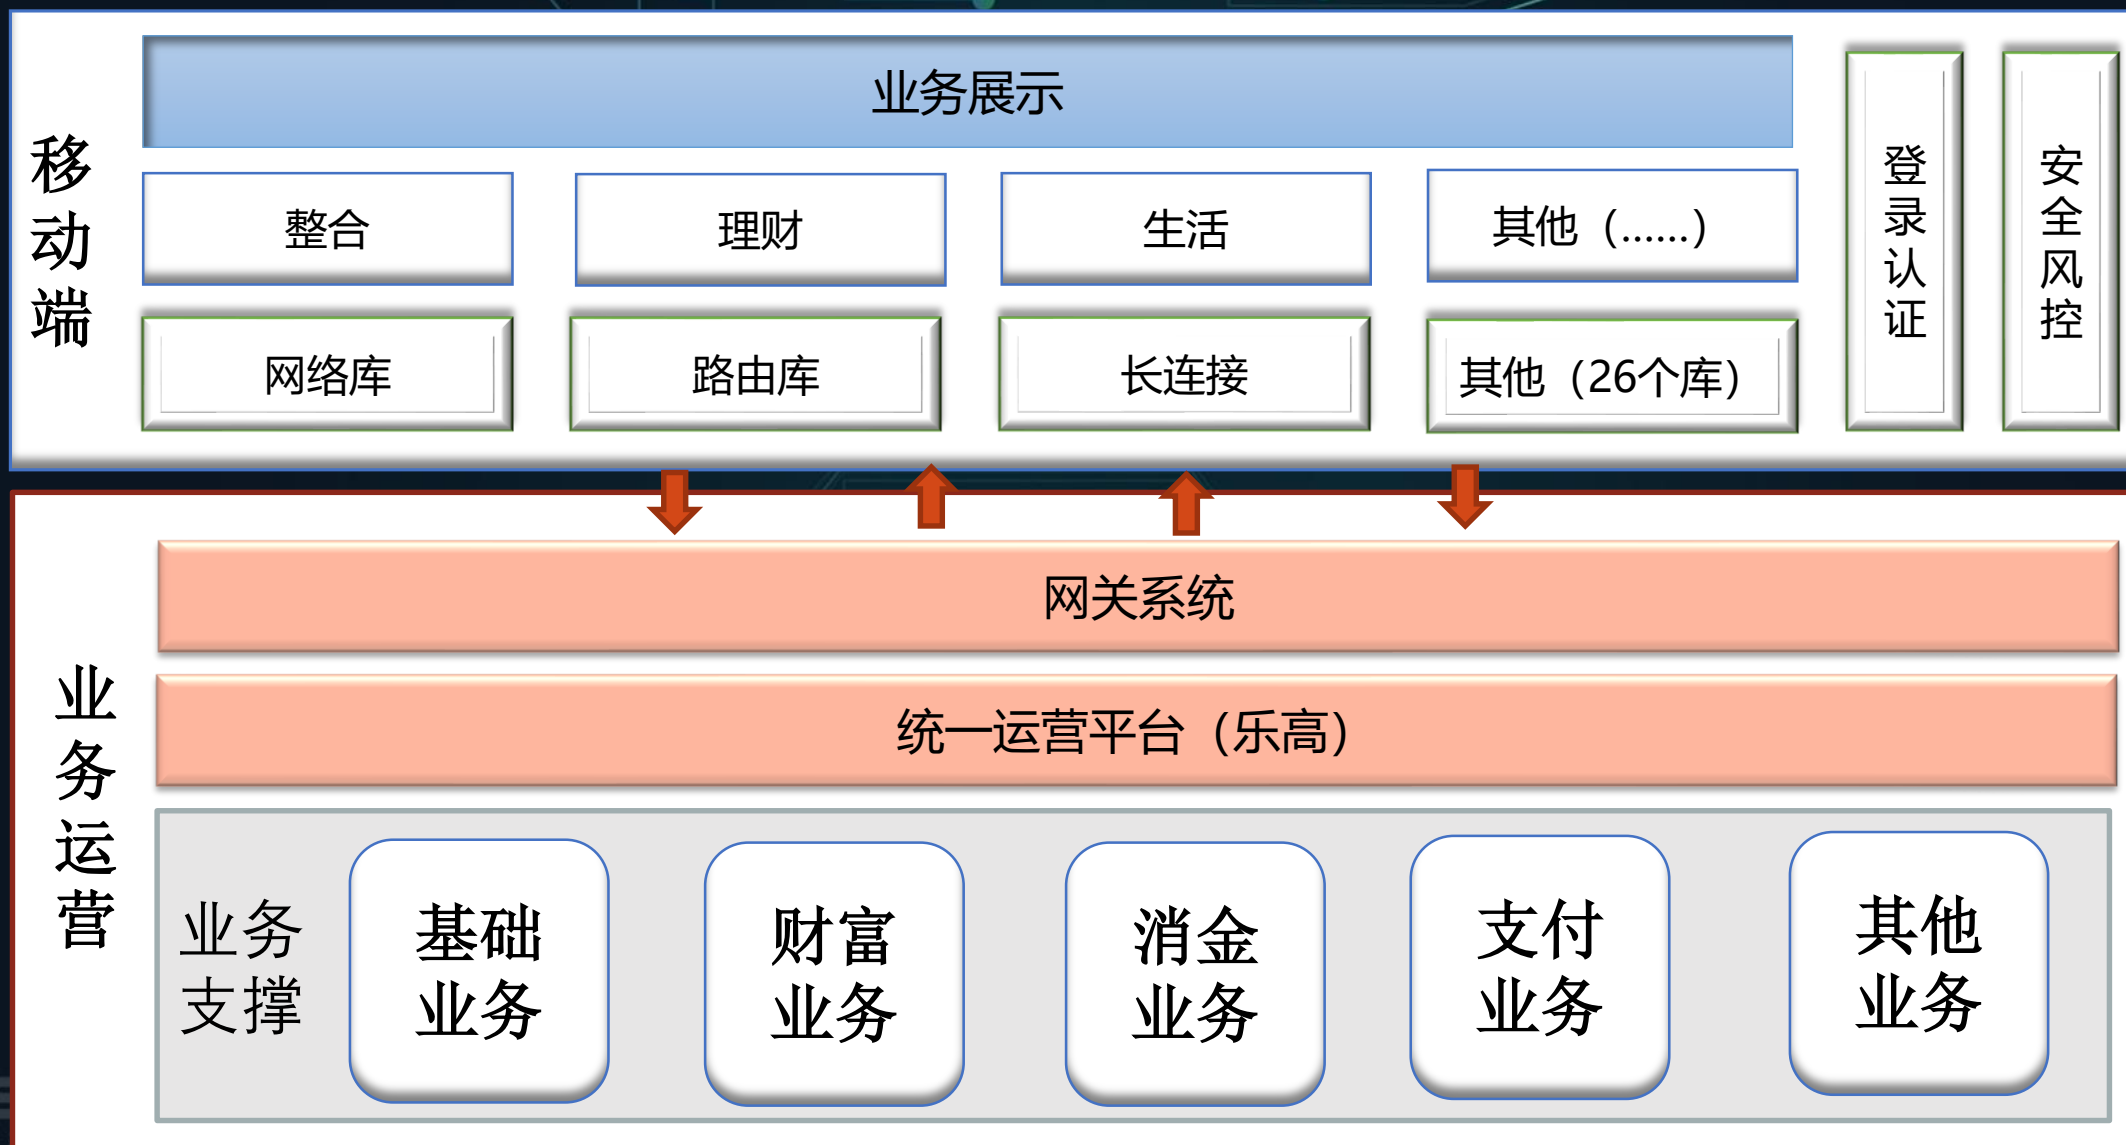 移动端
业务展示
整合
理财
生活
其他（……）
网络库
路由库
长连接
其他（26个库）
登录认证
安全风控
业务运营
网关系统
统一运营平台（乐高）
业务
支撑
基础
业务
财富
业务
消金
业务
支付
业务
其他
业务